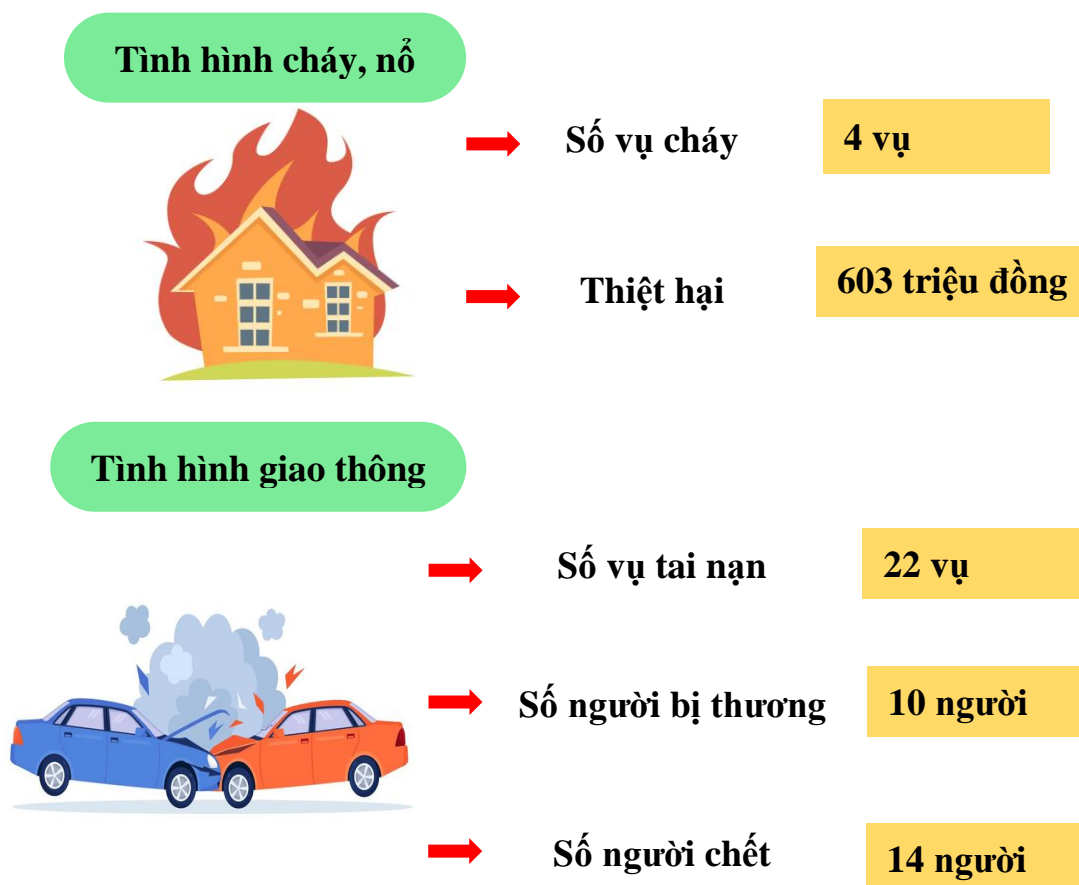 Tình hình cháy, nổ
Số vụ cháy
4 vụ
Thiệt hại
603 triệu đồng
Tình hình giao thông
Số vụ tai nạn
22 vụ
Số người bị thương
10 người
Số người chết
14 người